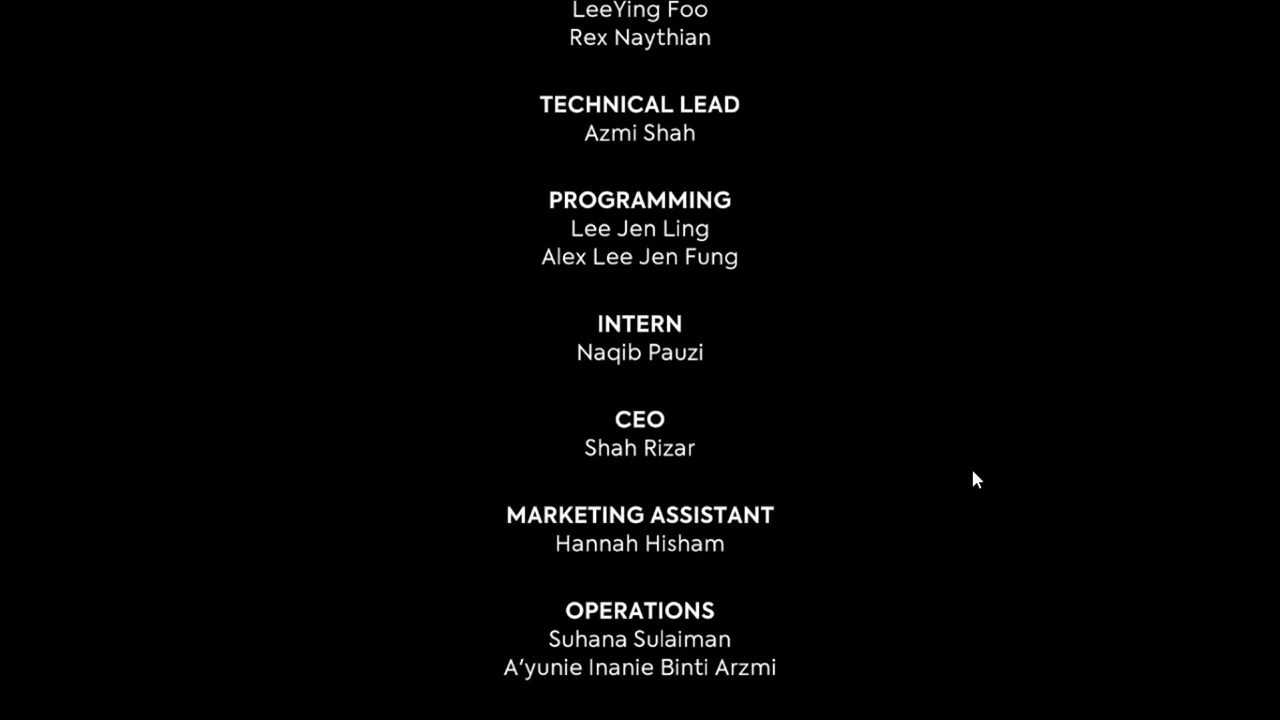 LeeYing Foo
Rex Naythian
TECHNICAL LEAD
Azmi Shah
PROGRAMMING
Lee Jen Ling
Alex Lee Jen Fung
INTERN
Naqib Pauzi
CEO
Shah Rizar
MARKETING ASSISTANT
Hannah Hisham
OPERATIONS
Suhana Sulaiman
A'yunie Inanie Binti Arzmi